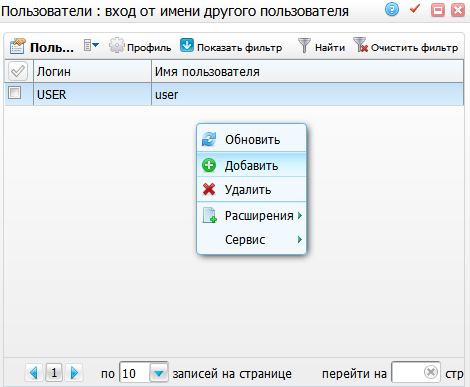 Пользователи : вход от имени другого пользователя
Поль... Профиль Показать фильтр Найти Очистить фильтр
Логин Имя пользователя
USER user
Обновить
Добавить
Удалить
Расширения
Сервис
1 по 10 записей на странице перейти на стр